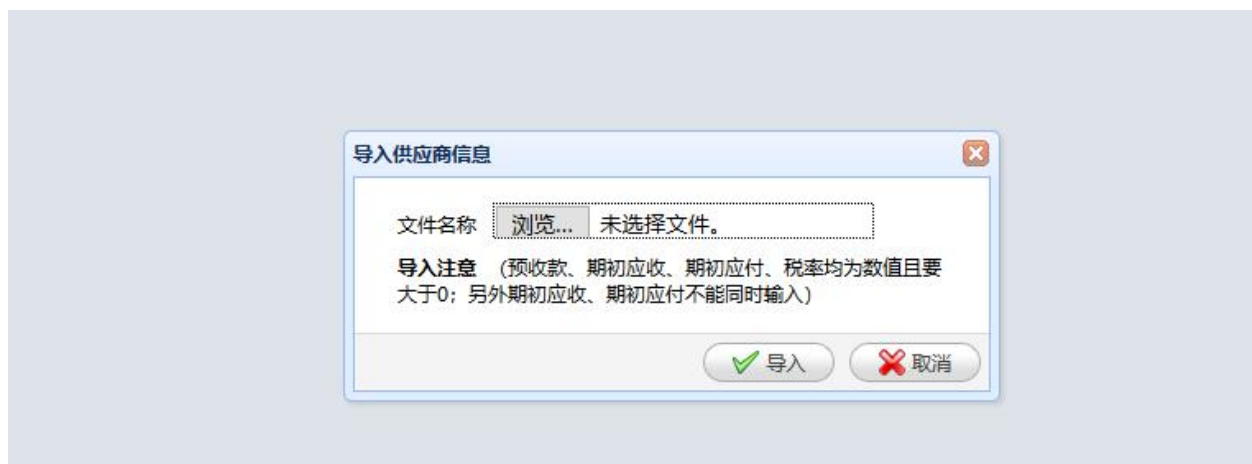 导入供应商信息
文件名称 浏览... 未选择文件。
导入注意 (预收款、期初应收、期初应付、税率均为数值且要
大于0；另外期初应收、期初应付不能同时输入)
导入 取消